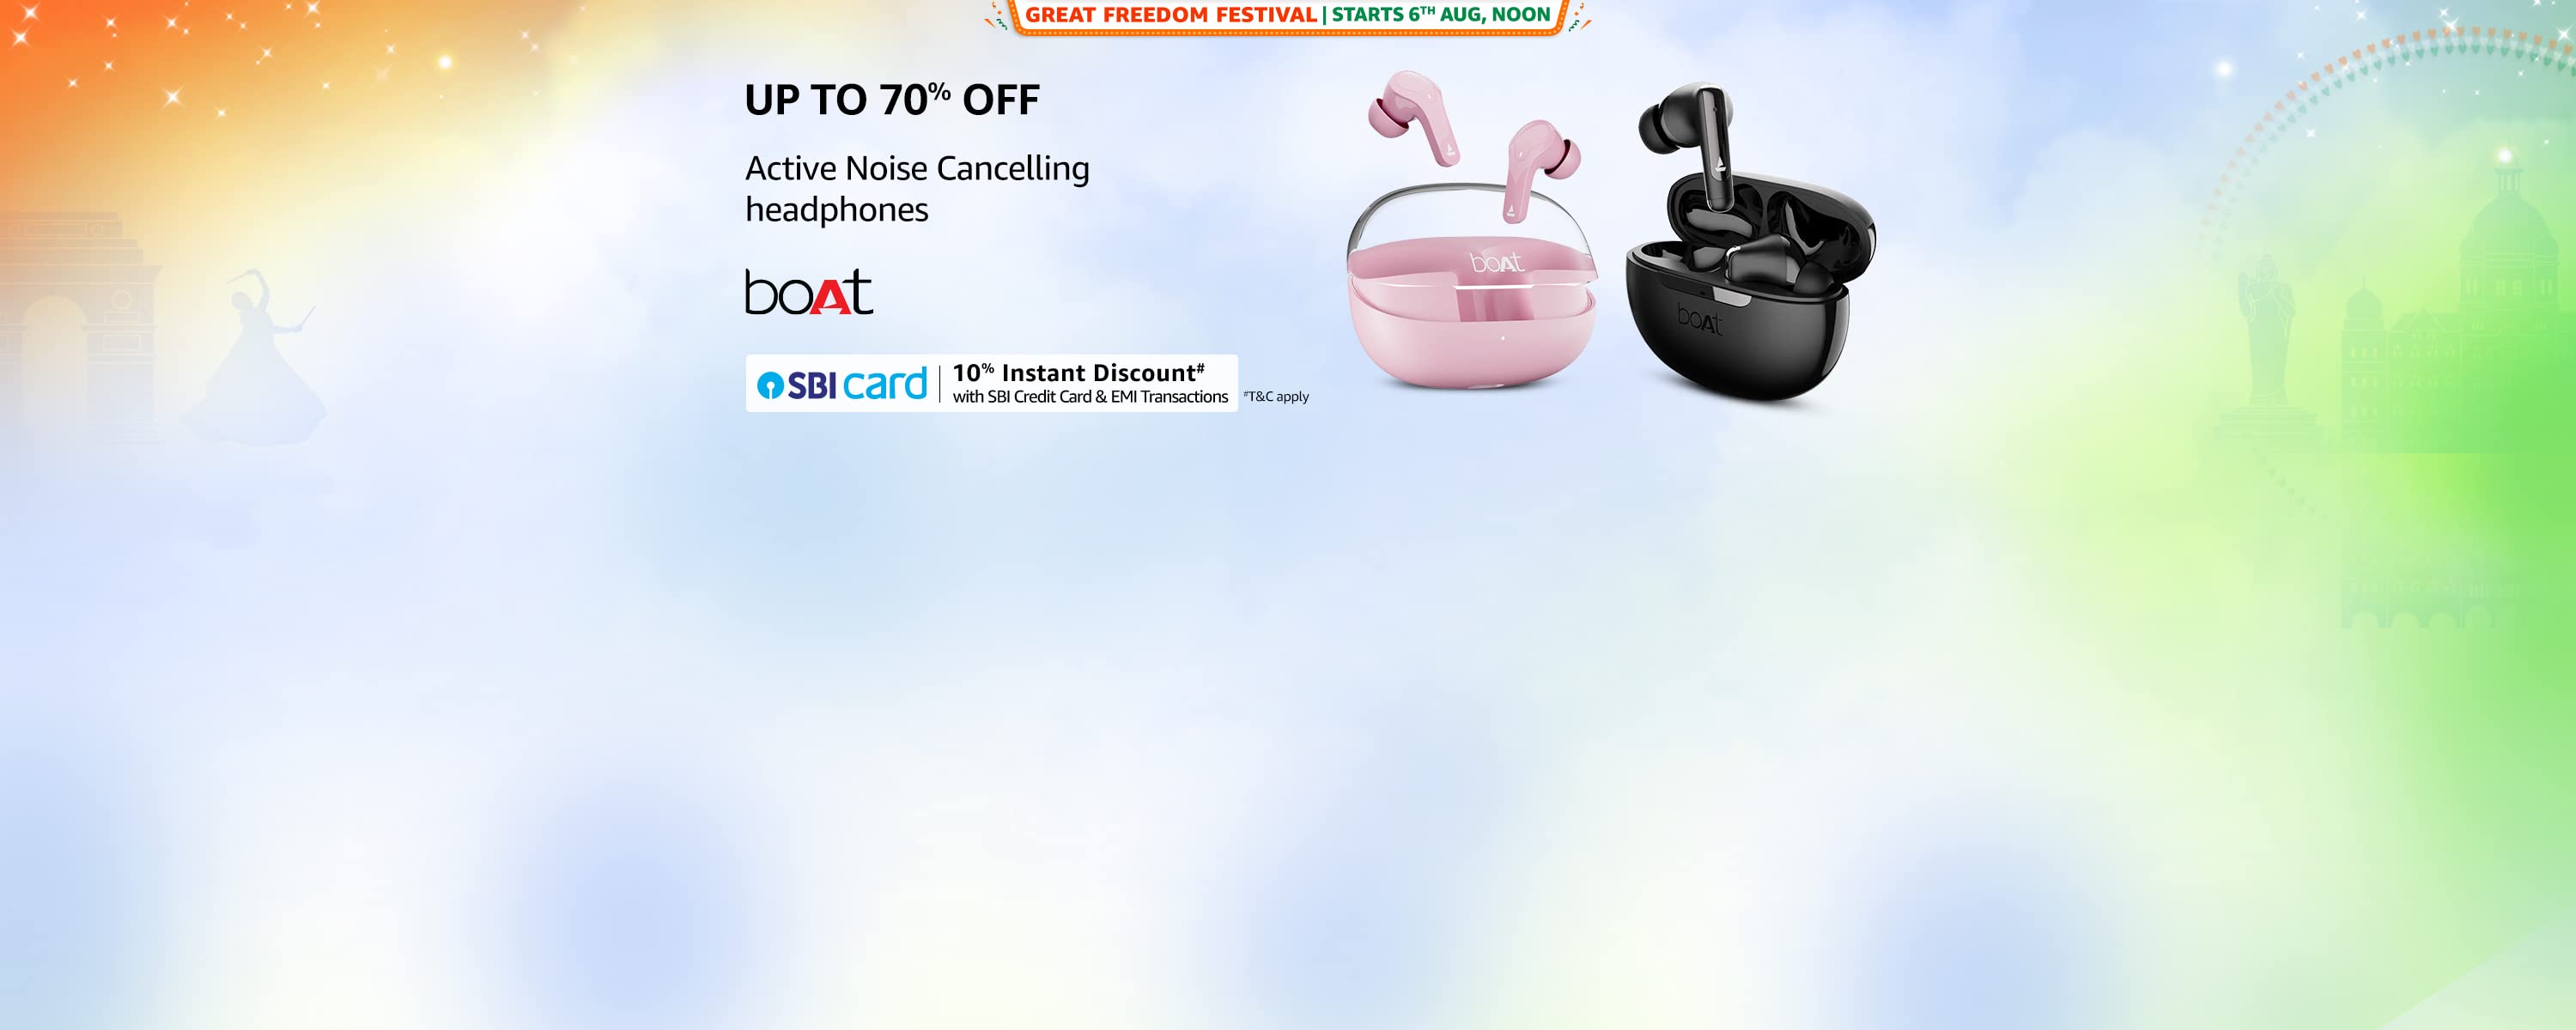 GREAT FREEDOM FESTIVAL | STARTS 6TH AUG, NOON
UP TO 70% OFF
Active Noise Cancelling
headphones
boAt
SBI card | 10% Instant Discount#
with SBI Credit Card & EMI Transactions
#T&C apply
boAt
boAt